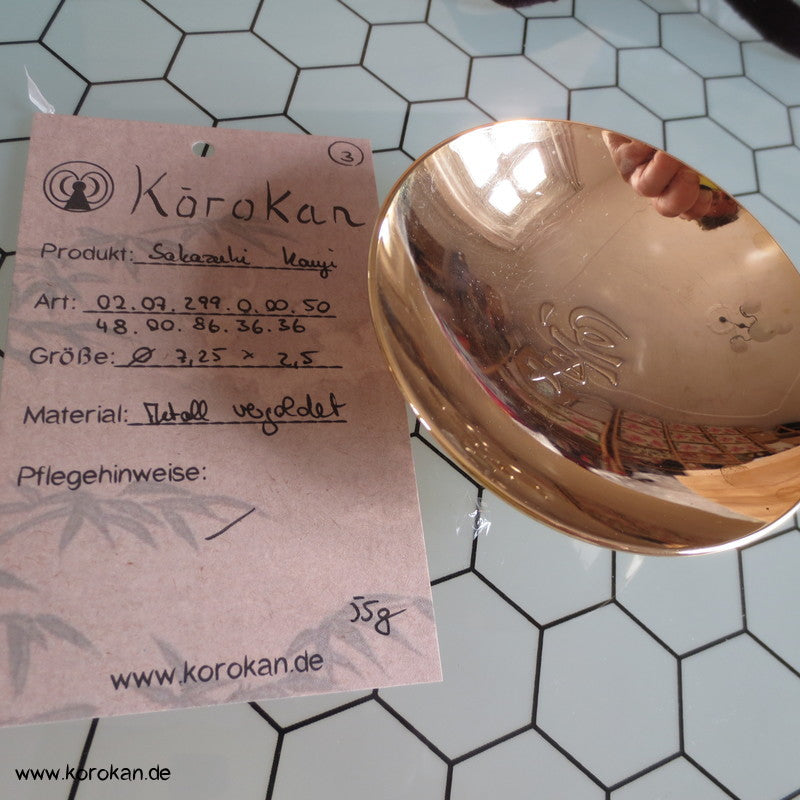 3
Kōrokan
Produkt: Sakazuki Kanji
Art: 02.07.299.0.00.50
48.00.86.36.36
Größe: Ø 7,25 x 2,5
Material: Metall vergoldet
Pflegehinweise:
55g
www.korokan.de
www.korokan.de